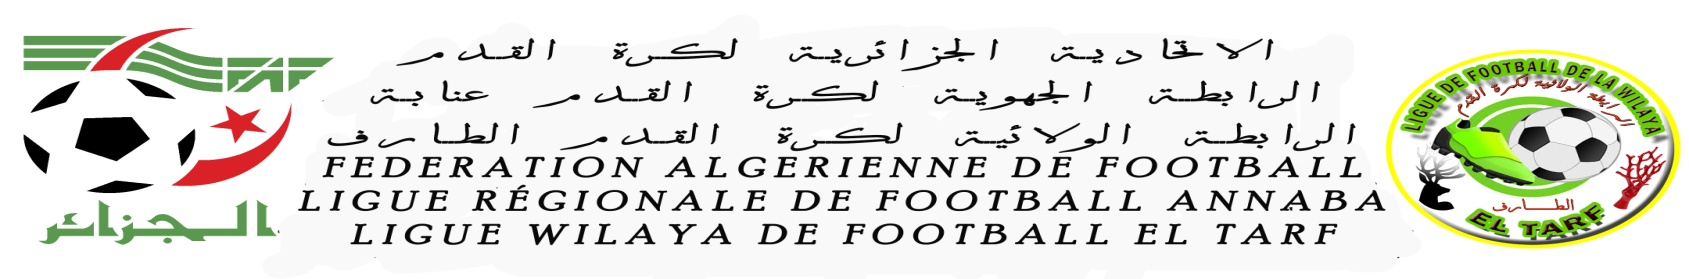 FAF
الجزائر
الاتحادية الجزائرية لكرة القدم
الرابطة الجهوية لكرة القدم عنابة
الرابطة الولائية لكرة القدم الطارف
FEDERATION ALGERIENNE DE FOOTBALL
LIGUE RÉGIONALE DE FOOTBALL ANNABA
LIGUE WILAYA DE FOOTBALL EL TARF
LIGUE DE FOOTBALL DE LA WILAYA
الرابطة الولائية لكرة القدم
الطارف
EL TARF